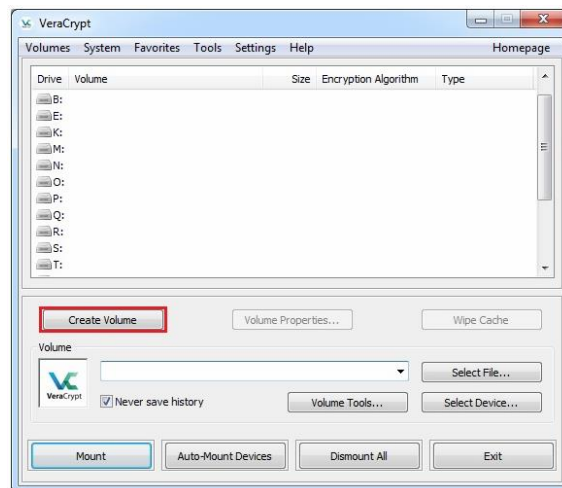 VeraCrypt
Volumes System Favorites Tools Settings Help Homepage
Drive Volume Size Encryption Algorithm Type
B:
E:
K:
M:
N:
O:
P:
Q:
R:
S:
T:
Create Volume Volume Properties... Wipe Cache
Volume
VeraCrypt
Select File...
Never save history Volume Tools... Select Device...
Mount Auto-Mount Devices Dismount All Exit